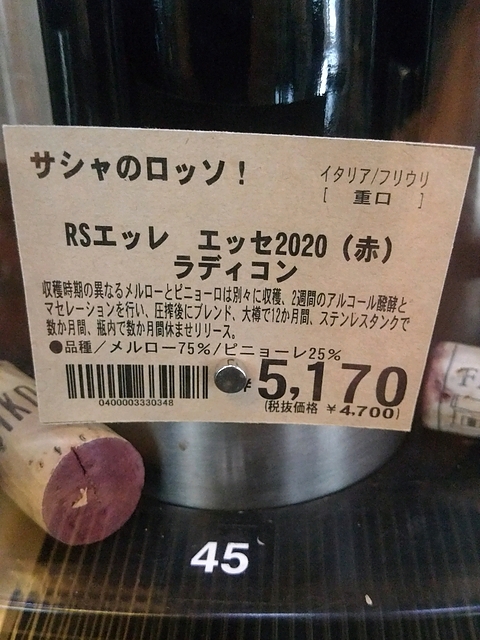 サシャのロッソ！
イタリア/フリウリ
[ 重口 ]
RSエッレ エッセ2020（赤）
ラディコン
収穫時期の異なるメルローとピニョーロは別々に収穫、2週間のアルコール醗酵と
マセレーションを行い、圧搾後にブレンド、大樽で12か月間、ステンレスタンクで
数か月間、瓶内で数か月間休ませリリース。
●品種／メルロー75%/ピニョーレ25%
¥5,170
0400003330348
(税抜価格 ¥4,700)
45